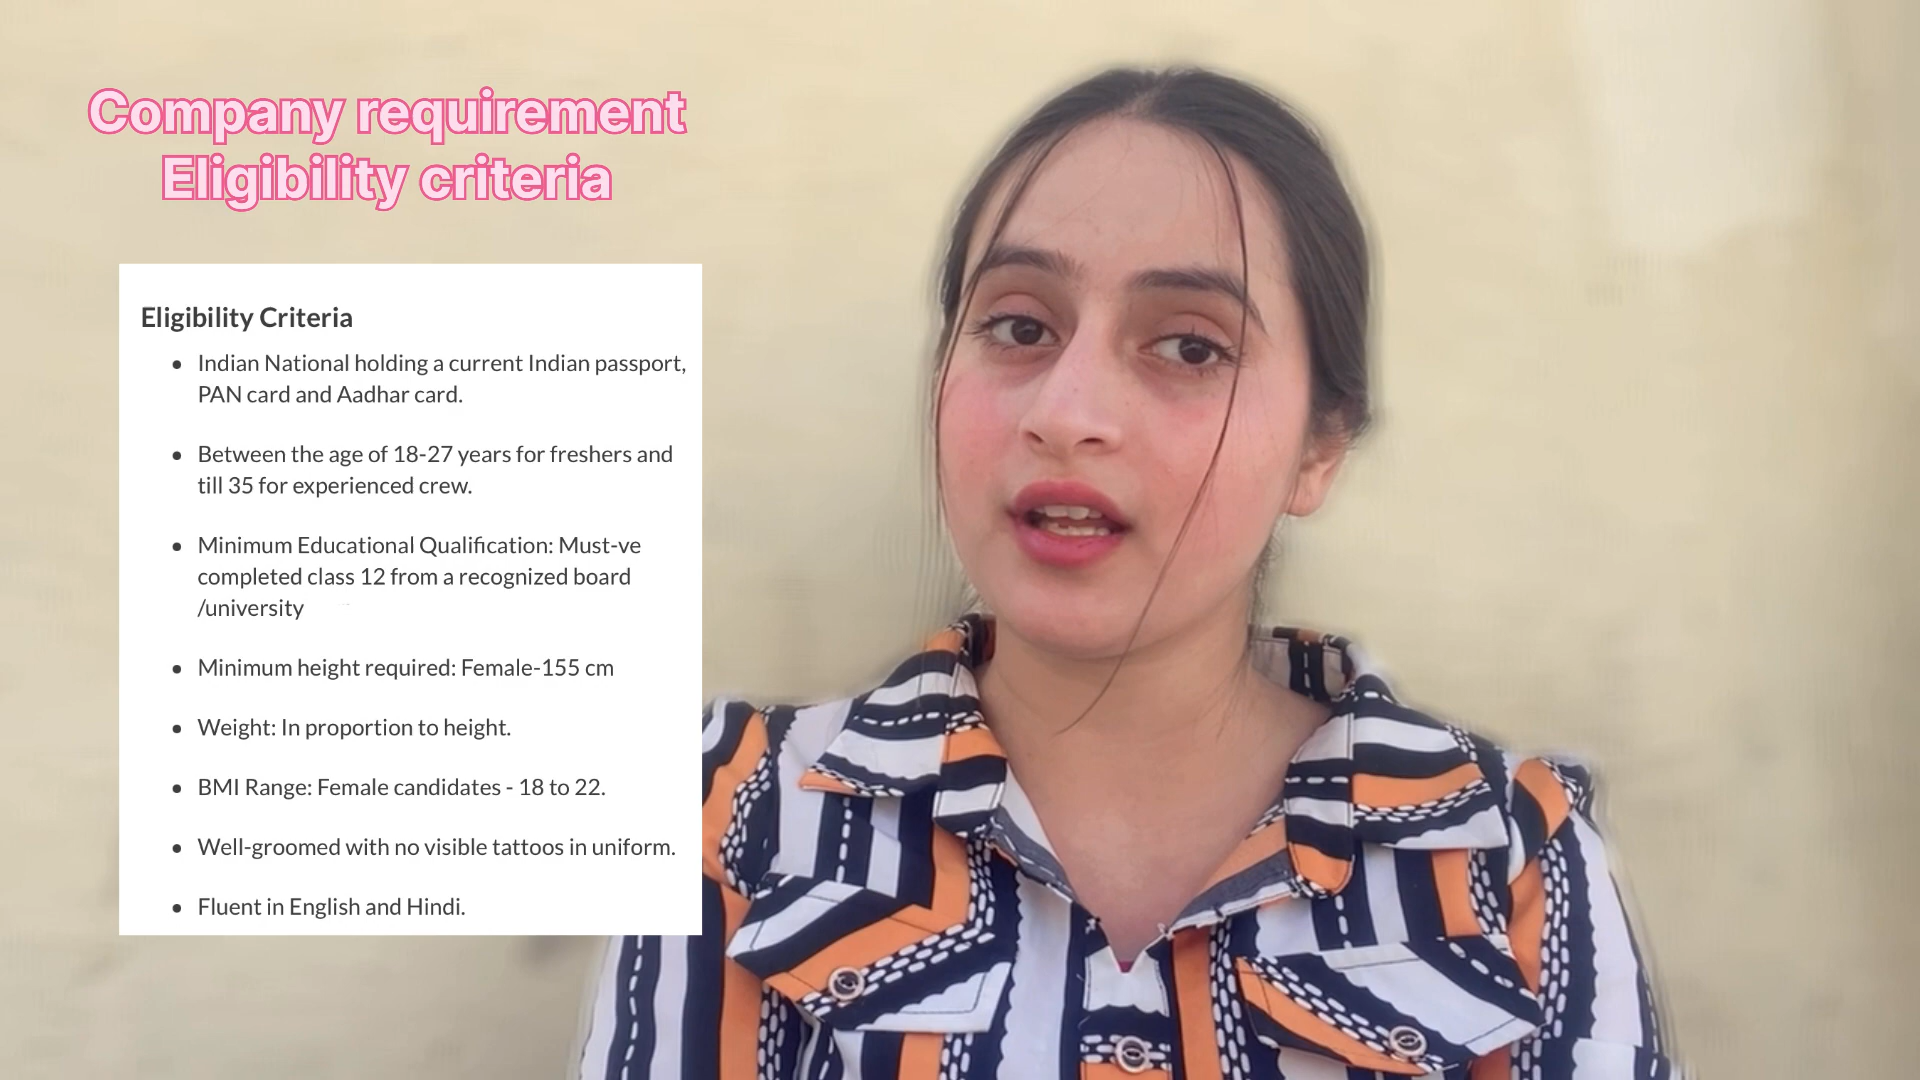 Company requirement
Eligibility criteria
Eligibility Criteria
• Indian National holding a current Indian passport,
PAN card and Aadhar card.
• Between the age of 18-27 years for freshers and
till 35 for experienced crew.
• Minimum Educational Qualification: Must-ve
completed class 12 from a recognized board
/university
• Minimum height required: Female-155 cm
• Weight: In proportion to height.
• BMI Range: Female candidates - 18 to 22.
• Well-groomed with no visible tattoos in uniform.
• Fluent in English and Hindi.